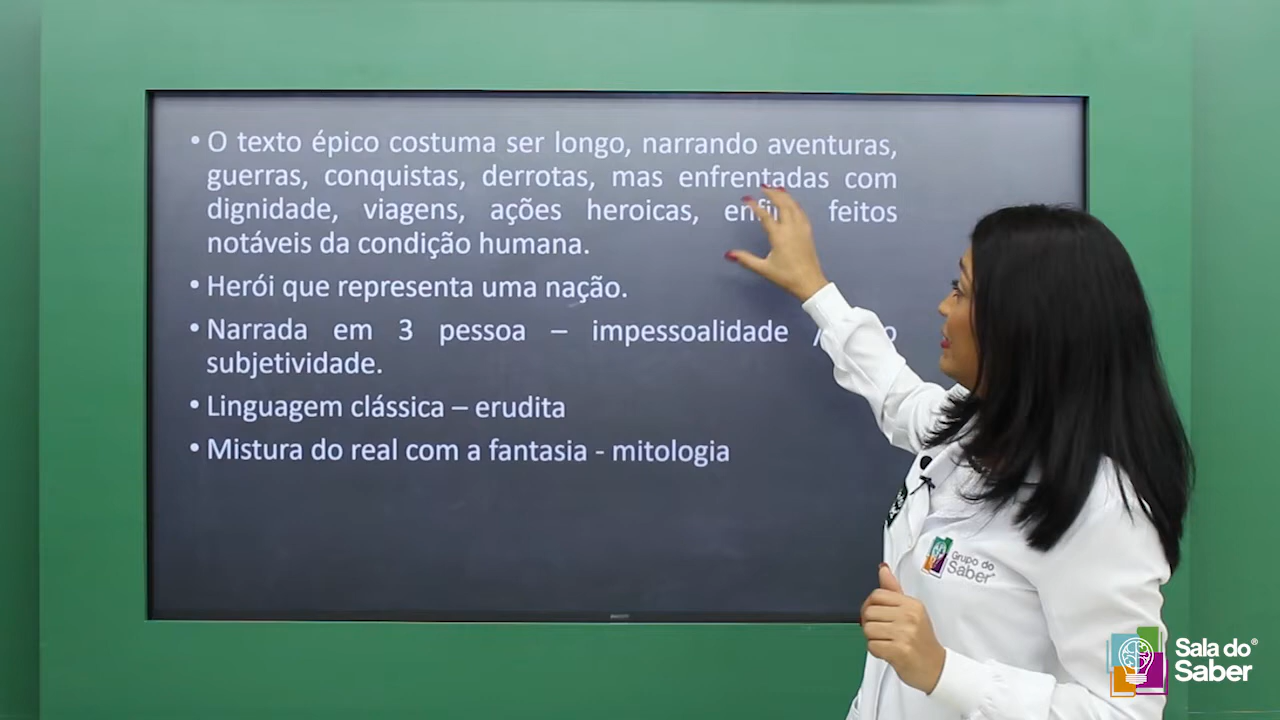 • O texto épico costuma ser longo, narrando aventuras,
guerras, conquistas, derrotas, mas enfrentadas com
dignidade, viagens, ações heroicas, feitos
notáveis da condição humana.
• Herói que representa uma nação.
• Narrada em 3 pessoa – impessoalidade
subjetividade.
• Linguagem clássica – erudita
• Mistura do real com a fantasia - mitologia
Grupo do
Saber
Sala do
Saber